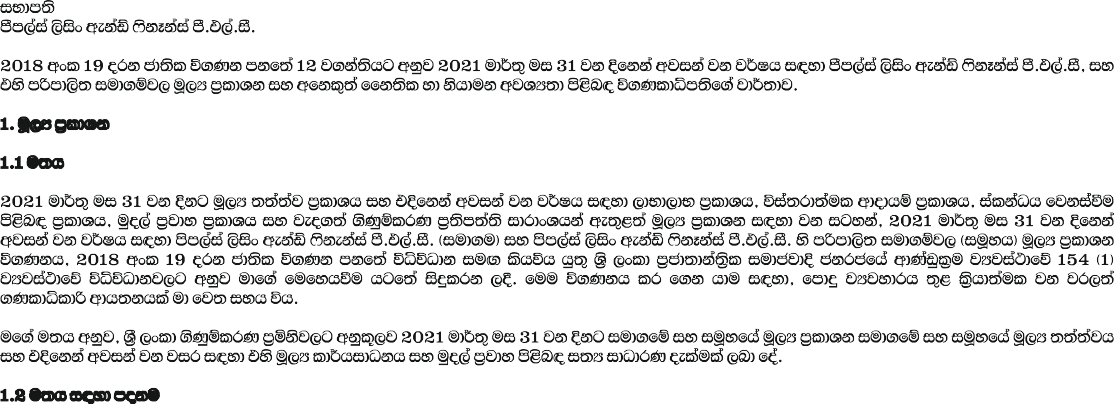 සභාපති
පීපල්ස් ලීසිං ඇන්ඩ් ෆිනෑන්ස් පී.එල්.සී.
2018 අංක 19 දරන ජාතික විගණන පනතේ 12 වගන්තියට අනුව 2021 මාර්තු මස 31 වන දිනෙන් අවසන් වන වර්ෂය සඳහා පීපල්ස් ලීසිං ඇන්ඩ් ෆිනෑන්ස් පී.එල්.සී, සහ
එහි පරිපාලිත සමාගම්වල මූල්‍ය ප්‍රකාශන සහ අනෙකුත් නෛතික හා නියාමන අවශ්‍යතා පිළිබඳ විගණකාධිපතිගේ වාර්තාව.
1. මූල්‍ය ප්‍රකාශන
1.1 මතය
2021 මාර්තු මස 31 වන දිනට මූල්‍ය තත්ත්ව ප්‍රකාශය සහ එදිනෙන් අවසන් වන වර්ෂය සඳහා ලාභාලාභ ප්‍රකාශය, විස්තරාත්මක ආදායම් ප්‍රකාශය, ස්කන්ධය වෙනස්වීම්
පිළිබඳ ප්‍රකාශය, මුදල් ප්‍රවාහ ප්‍රකාශය සහ වැදගත් ගිණුම්කරණ ප්‍රතිපත්ති සාරාංශයන් ඇතුළත් මූල්‍ය ප්‍රකාශන සඳහා වන සටහන්, 2021 මාර්තු මස 31 වන දිනෙන්
අවසන් වන වර්ෂය සඳහා පිපල්ස් ලිසිං ඇන්ඩ් ෆිනැන්ස් පී.එල්.සී. (සමාගම) සහ පිපල්ස් ලිසිං ඇන්ඩ් ෆිනෑන්ස් පී.එල්.සී. හි පරිපාලිත සමාගම්වල (සමූහය) මූල්‍ය ප්‍රකාශන
විගණනය, 2018 අංක 19 දරන ජාතික විගණන පනතේ විධිවිධාන සමඟ කියවිය යුතු ශ්‍රී ලංකා ප්‍රජාතාන්ත්‍රික සමාජවාදි ජනරජයේ ආණ්ඩුක්‍රම ව්‍යවස්ථාවේ 154 (1)
ව්‍යවස්ථාවේ විධිවිධානවලට අනුව මාගේ මෙහෙයවීම යටතේ සිදුකරන ලදී. මෙම විගණනය කර ගෙන යාම සඳහා, පොදු ව්‍යවහාරය තුළ ක්‍රියාත්මක වන වරලත්
ගණකාධිකාරි ආයතනයක් මා වෙත සහය විය.
මගේ මතය අනුව, ශ්‍රී ලංකා ගිණුම්කරණ ප්‍රමිතිවලට අනුකූලව 2021 මාර්තු මස 31 වන දිනට සමාගමේ සහ සමූහයේ මූල්‍ය ප්‍රකාශන සමාගමේ සහ සමූහයේ මූල්‍ය තත්ත්වය
සහ එදිනෙන් අවසන් වන වසර සඳහා එහි මූල්‍ය කාර්යසාධනය සහ මුදල් ප්‍රවාහ පිළිබඳ සත්‍ය සාධාරණ දැක්මක් ලබා දේ.
1.2 මතය සඳහා පදනම